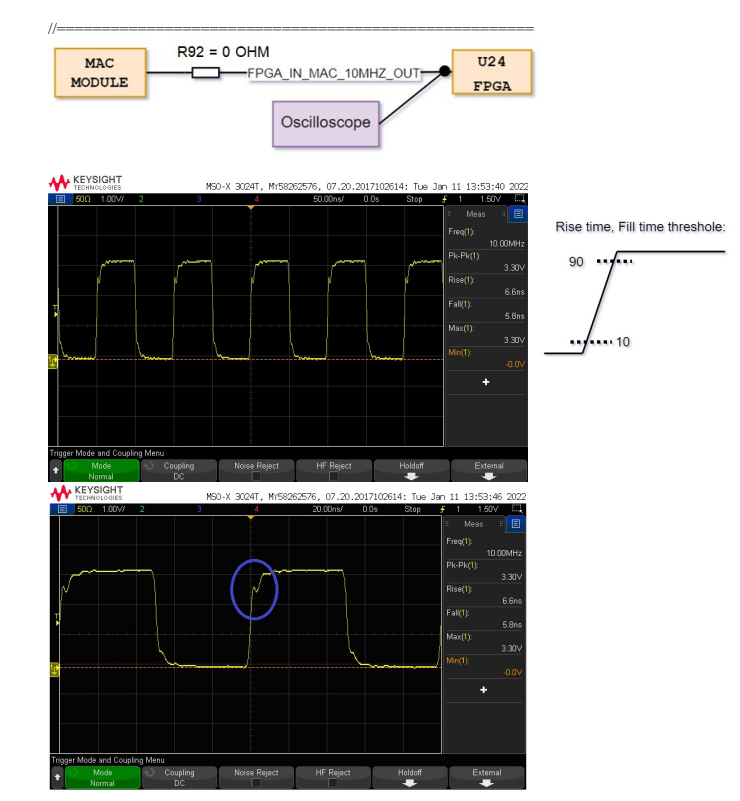 //=====================================================
R92 = 0 OHM
MAC
MODULE
FPGA_IN_MAC_10MHZ_OUT
U24
FPGA
Oscilloscope
KEYSIGHT
TECHNOLOGIES
MSO-X 3024T, MY58262576, 07.20.2017102614: Tue Jan 11 13:53:40 2022
50Ω 1.00V/ 2 3 4 50.00ns/ 0.0s Stop 1 1.50V
Meas
Freq(1):
10.00MHz
Pk-Pk(1):
3.30V
Rise(1):
6.6ns
Fall(1):
5.8ns
Max(1):
3.30V
Min(1):
-0.0V
+
Trigger Mode and Coupling Menu
Mode
Normal
Coupling
DC
Noise Reject
HF Reject
Holdoff
External
Rise time, Fill time threshole:
90
10
KEYSIGHT
TECHNOLOGIES
MSO-X 3024T, MY58262576, 07.20.2017102614: Tue Jan 11 13:53:46 2022
50Ω 1.00V/ 2 3 4 20.00ns/ 0.0s Stop 1 1.50V
Meas
Freq(1):
10.00MHz
Pk-Pk(1):
3.30V
Rise(1):
6.6ns
Fall(1):
5.8ns
Max(1):
3.30V
Min(1):
-0.0V
+
Trigger Mode and Coupling Menu
Mode
Normal
Coupling
DC
Noise Reject
HF Reject
Holdoff
External